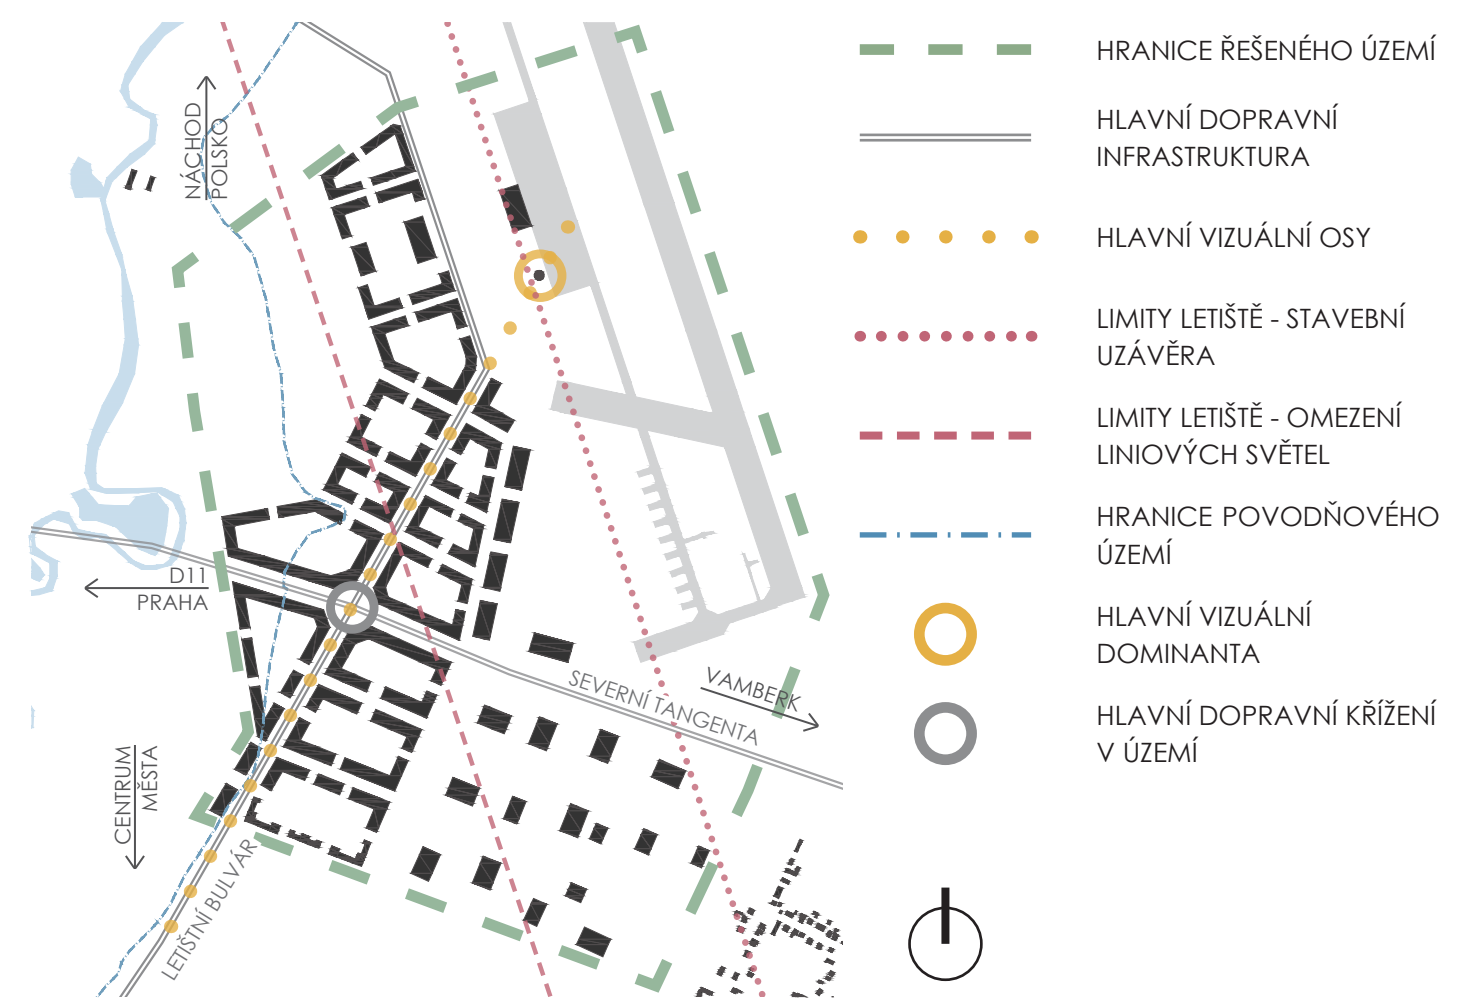 NÁCHOD
POLSKO
D11
PRAHA
VAMBERK
SEVERNÍ TANGENTA
CENTRUM
MĚSTA
LETIŠTNÍ BULVÁR
HRANICE ŘEŠENÉHO ÚZEMÍ
HLAVNÍ DOPRAVNÍ
INFRASTRUKTURA
HLAVNÍ VIZUÁLNÍ OSY
LIMITY LETIŠTĚ - STAVEBNÍ
UZÁVĚRA
LIMITY LETIŠTĚ - OMEZENÍ
LINIOVÝCH SVĚTEL
HRANICE POVODŇOVÉHO
ÚZEMÍ
HLAVNÍ VIZUÁLNÍ
DOMINANTA
HLAVNÍ DOPRAVNÍ KŘÍŽENÍ
V ÚZEMÍ